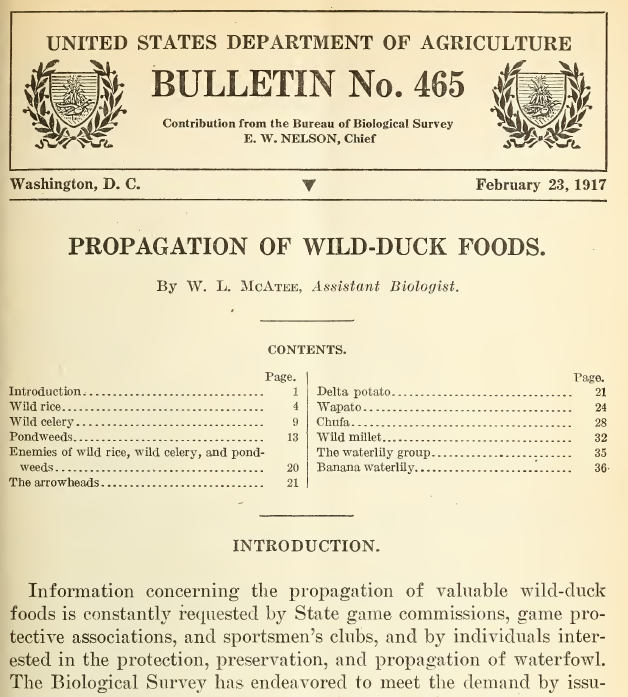 UNITED STATES DEPARTMENT OF AGRICULTURE
BULLETIN No. 465
Contribution from the Bureau of Biological Survey
E. W. NELSON, Chief
Washington, D. C. ▼ February 23, 1917
PROPAGATION OF WILD-DUCK FOODS.
By W. L. McAtee, Assistant Biologist.
CONTENTS.
Page.
Introduction.............................. 1
Wild rice................................. 4
Wild celery............................... 9
Pondweeds................................. 13
Enemies of wild rice, wild celery, and pond-
weeds................................... 20
The arrowheads............................ 21
Page.
Delta potato.............................. 21
Wapato.................................... 24
Chufa..................................... 28
Wild millet............................... 32
The waterlily group....................... 35
Banana waterlily.......................... 36
INTRODUCTION.
Information concerning the propagation of valuable wild-duck
foods is constantly requested by State game commissions, game pro-
tective associations, and sportsmen's clubs, and by individuals inter-
ested in the protection, preservation, and propagation of waterfowl.
The Biological Survey has endeavored to meet the demand by issu-